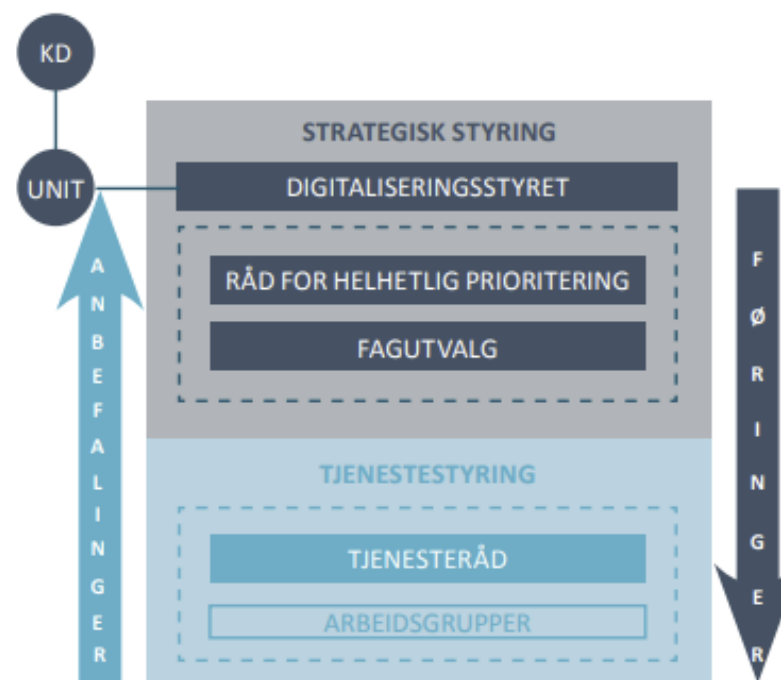 KD
STRATEGISK STYRING
UNIT
DIGITALISERINGSSTYRET
RÅD FOR HELHETLIG PRIORITERING
FAGUTVALG
TJENESTESTYRING
TJENESTERÅD
ARBEIDSGRUPPER
ANBEFALINGER
FØRINGER